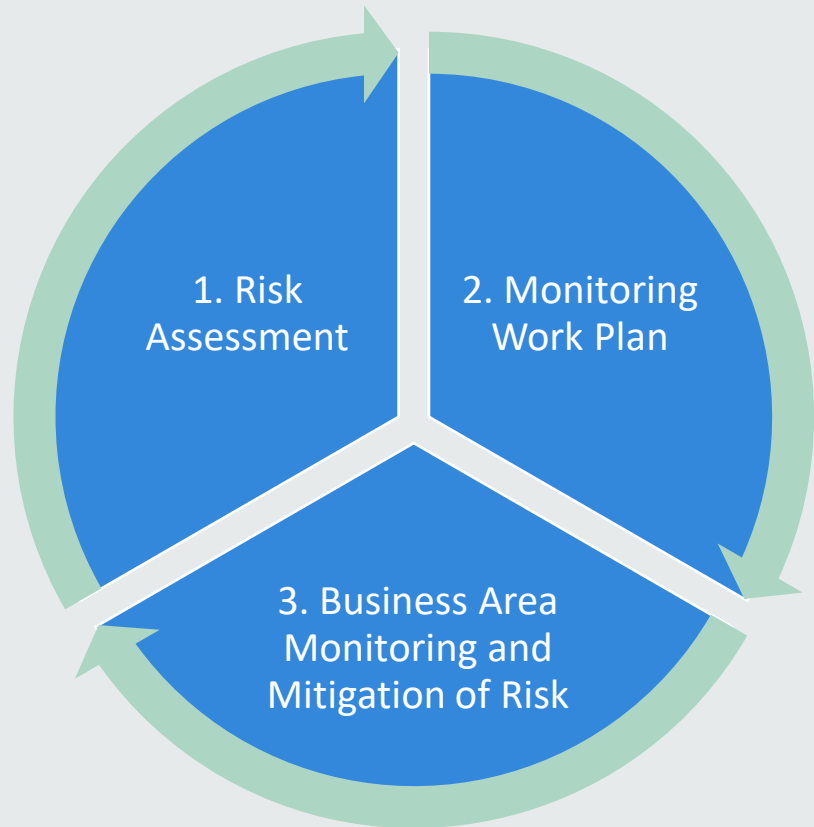 1. Risk
Assessment
2. Monitoring
Work Plan
3. Business Area
Monitoring and
Mitigation of Risk